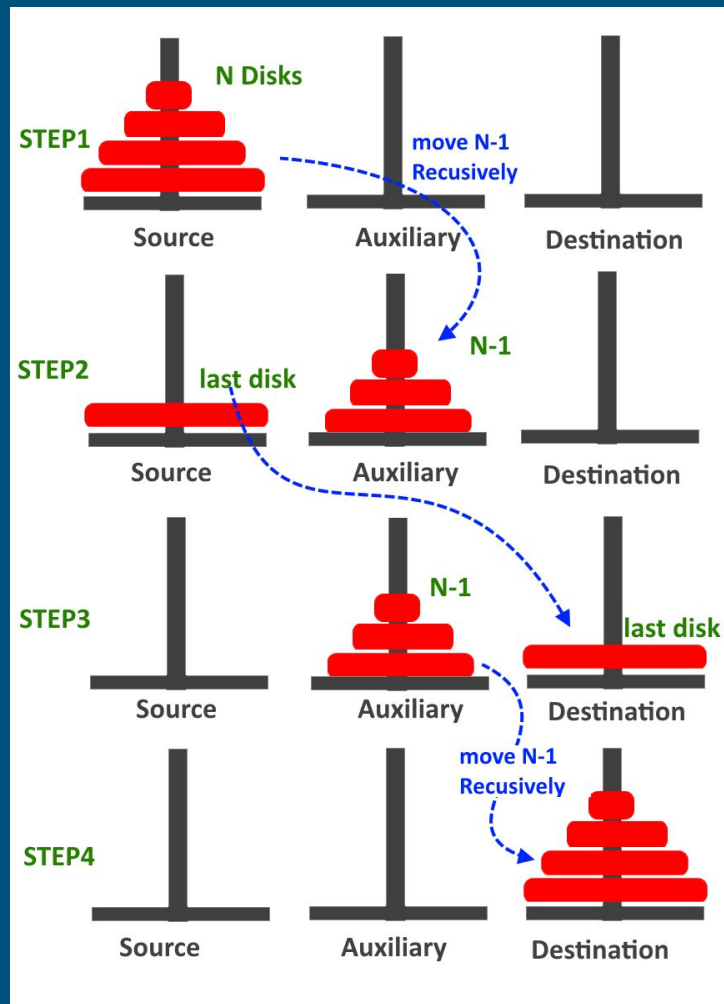 N Disks
STEP1
move N-1
Recusively
Source
Auxiliary
Destination
STEP2
last disk
N-1
Source
Auxiliary
Destination
STEP3
N-1
last disk
Source
Auxiliary
Destination
move N-1
Recusively
STEP4
Source
Auxiliary
Destination